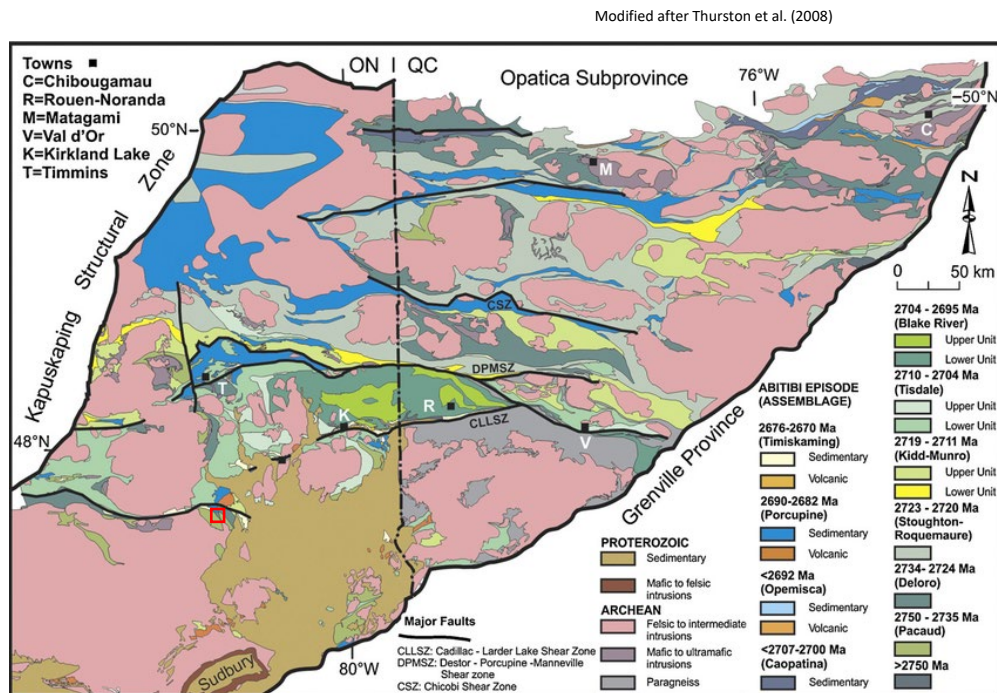 Modified after Thurston et al. (2008)
Towns ■
C=Chibougamau
R=Rouen-Noranda
M=Matagami
V=Val d'Or
K=Kirkland Lake
T=Timmins
ON
QC
Opatica Subprovince
76°W
50°N
50°N
C
M
N
Kapuskasing Structural Zone
0 50 km
CSZ
DPMSZ
T
K
R
CLLSZ
V
48°N
Grenville Province
80°W
Sudbury
Major Faults
CLLSZ: Cadillac - Larder Lake Shear Zone
DPMSZ: Destor - Porcupine -Manneville
Shear zone
CSZ: Chicobi Shear Zone
PROTEROZOIC
Sedimentary
Mafic to felsic
intrusions
ARCHEAN
Felsic to intermediate
intrusions
Mafic to ultramafic
intrusions
Paragneiss
ABITIBI EPISODE
(ASSEMBLAGE)
2676-2670 Ma
(Timiskaming)
Sedimentary
Volcanic
2690-2682 Ma
(Porcupine)
Sedimentary
Volcanic
<2692 Ma
(Opemisca)
Sedimentary
Volcanic
<2707-2700 Ma
(Caopatina)
Sedimentary
2704 - 2695 Ma
(Blake River)
Upper Unit
Lower Unit
2710 - 2704 Ma
(Tisdale)
Upper Unit
Lower Unit
2719 - 2711 Ma
(Kidd-Munro)
Upper Unit
Lower Unit
2723 - 2720 Ma
(Stoughton-
Roquemaure)
2734- 2724 Ma
(Deloro)
2750 - 2735 Ma
(Pacaud)
>2750 Ma